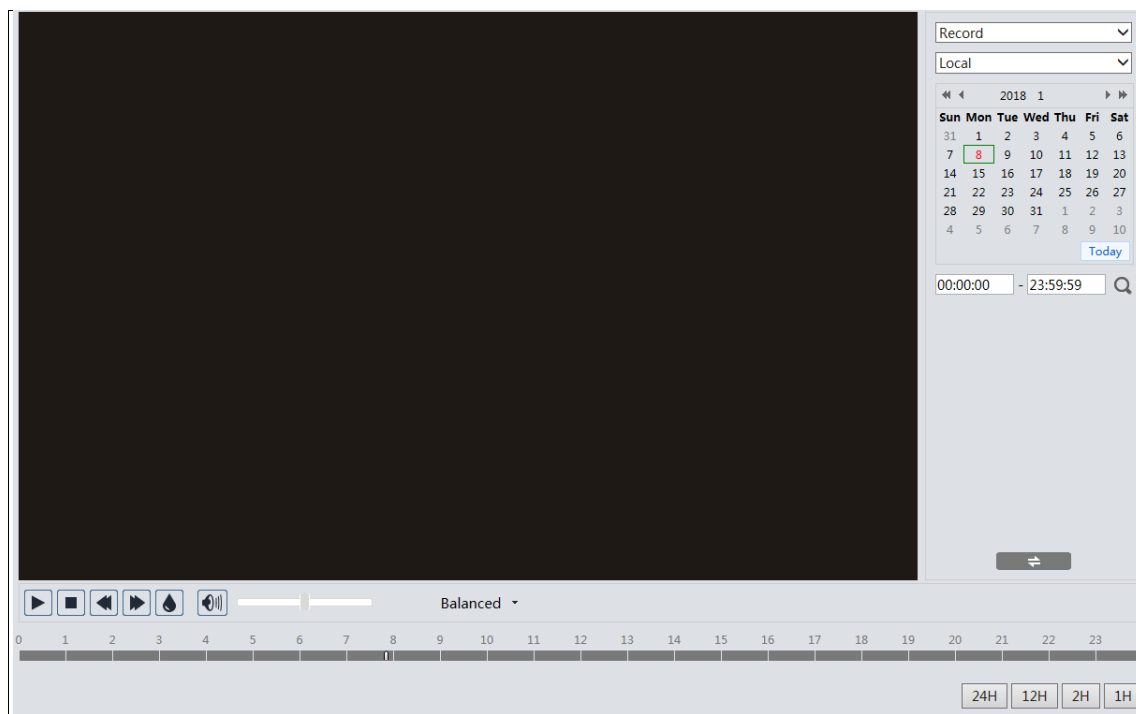 Record
Local
2018 1
Sun Mon Tue Wed Thu Fri Sat
31 1 2 3 4 5 6
7 8 9 10 11 12 13
14 15 16 17 18 19 20
21 22 23 24 25 26 27
28 29 30 31 1 2 3
4 5 6 7 8 9 10
Today
00:00:00 - 23:59:59
Balanced
0 1 2 3 4 5 6 7 8 9 10 11 12 13 14 15 16 17 18 19 20 21 22 23
24H 12H 2H 1H